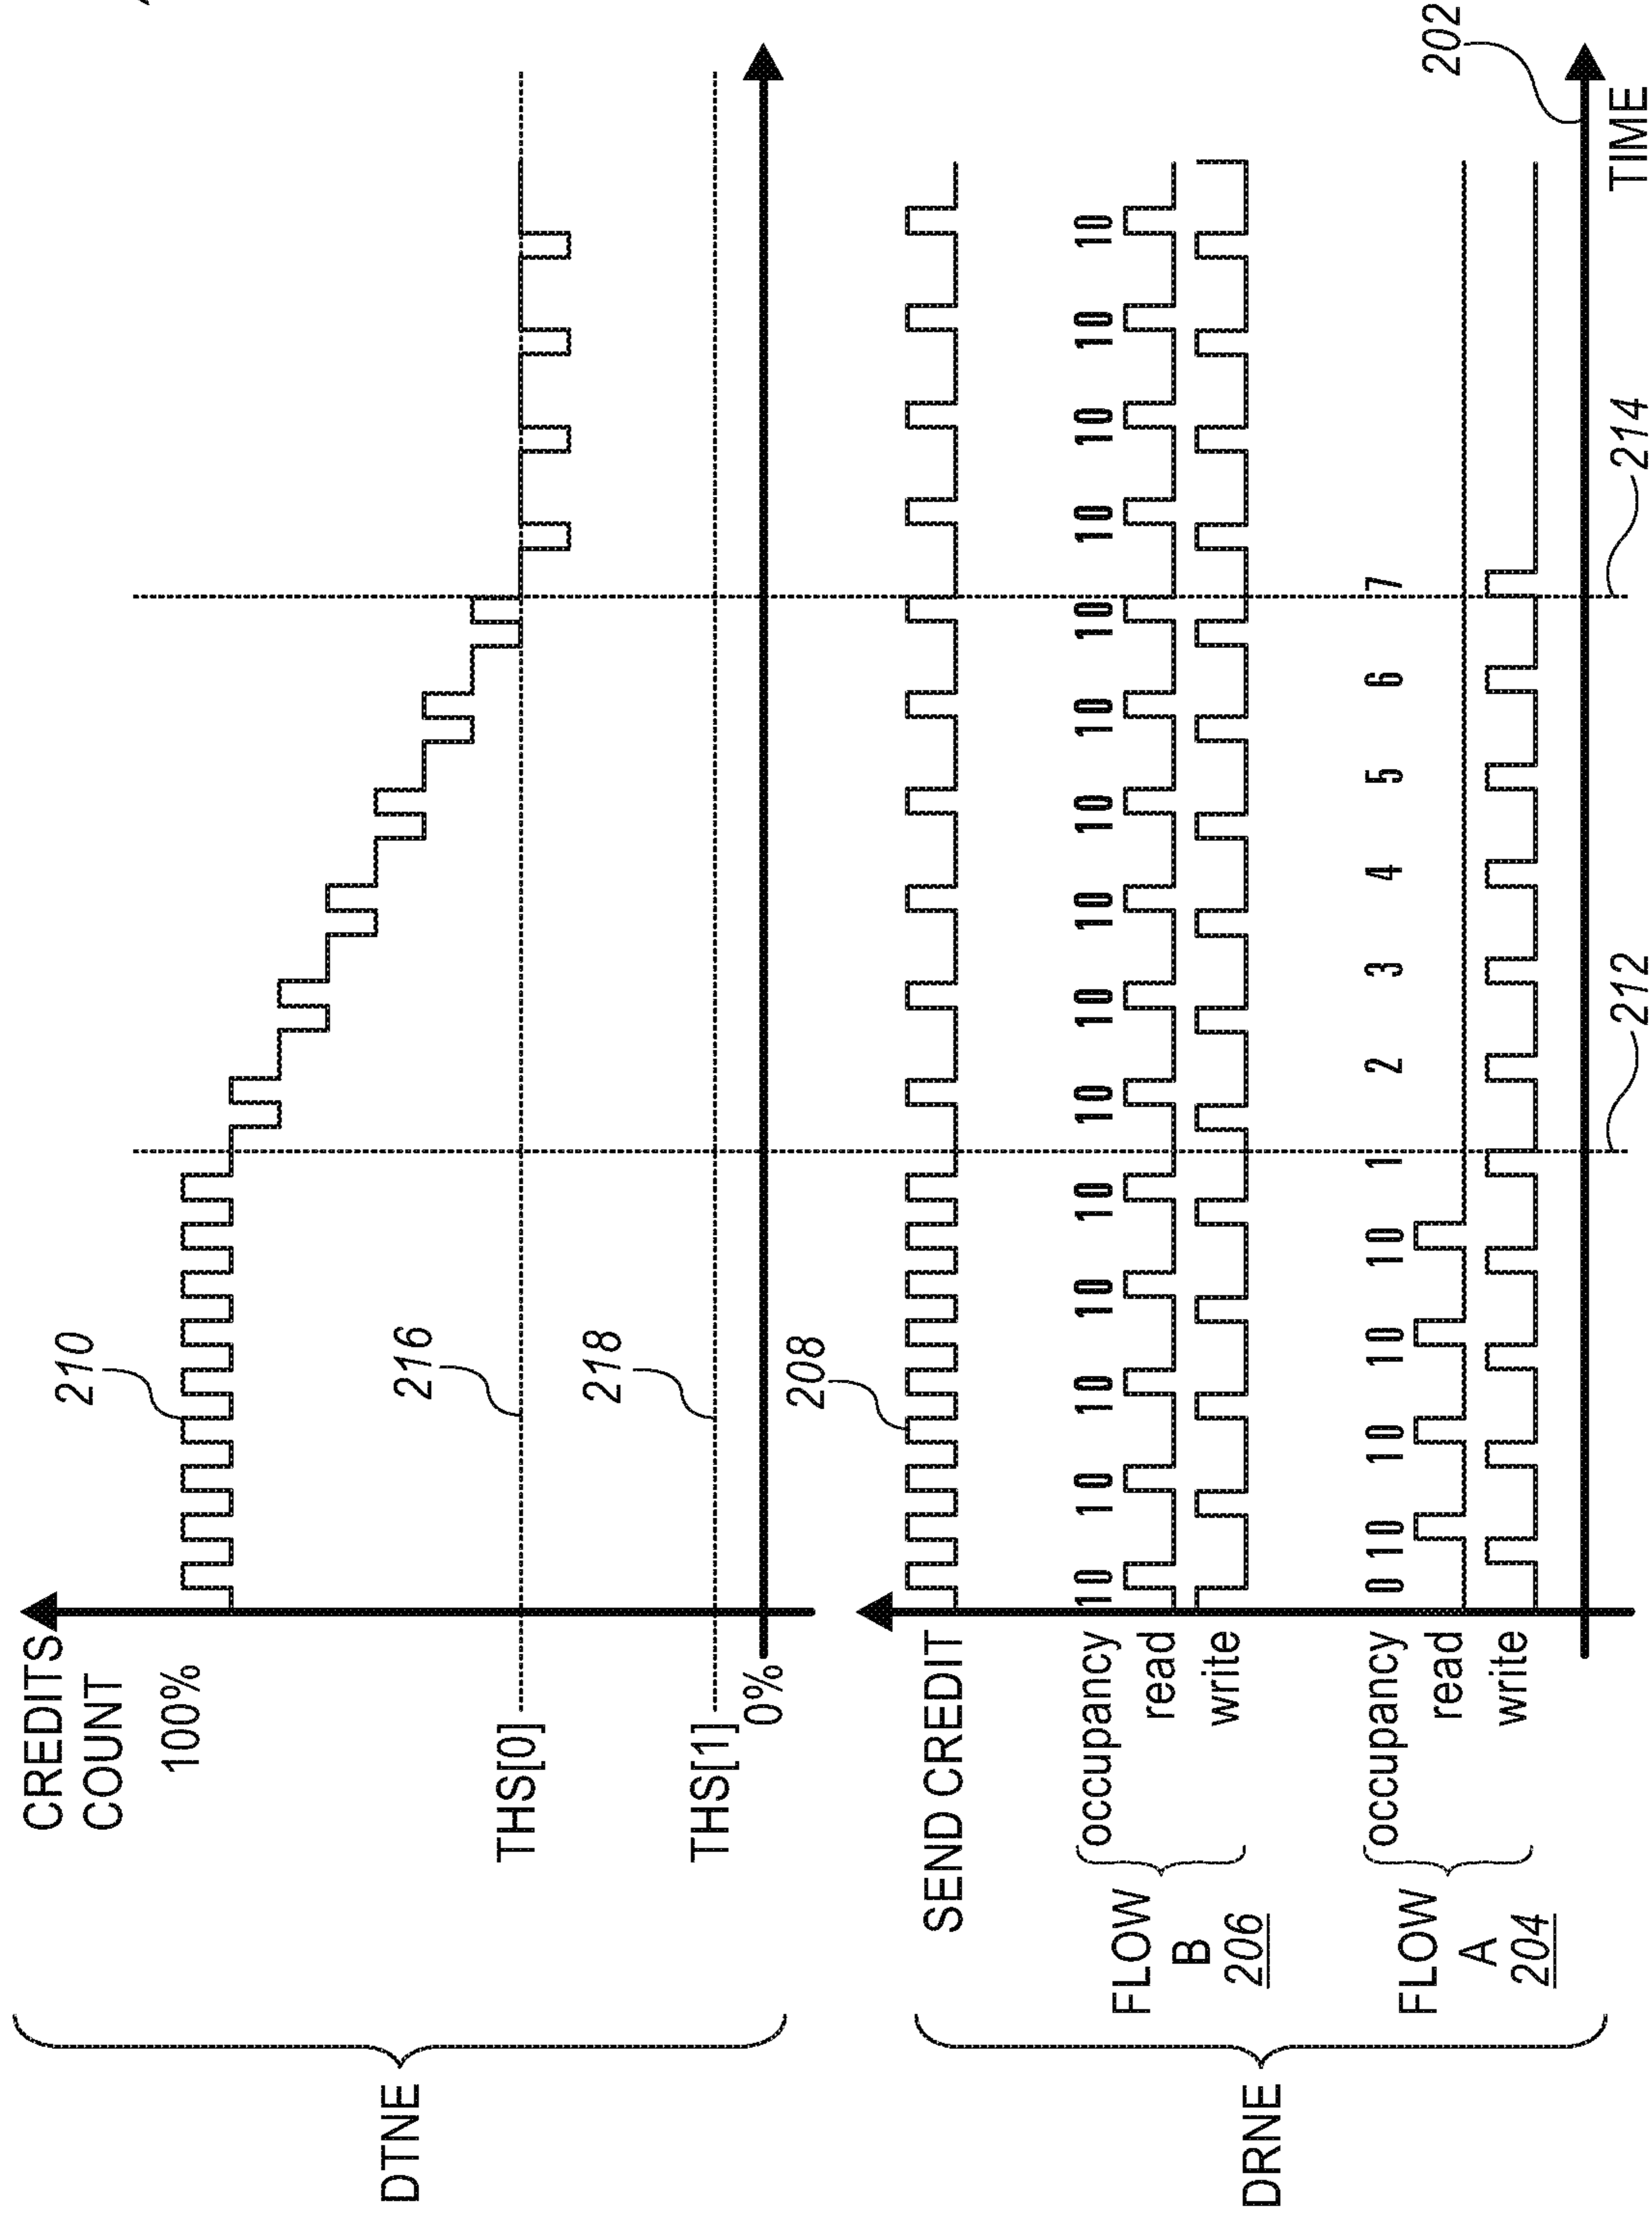 CREDITS
COUNT
100%
210
216
THS[0]
218
THS[1]
0%
DTNE
208
SEND CREDIT
FLOW
B
206
occupancy
10 10 10 10 10 10 10 10 10 10 10 10 10 10 10
read
write
FLOW
A
204
occupancy
0 10 10 10 10 1 2 3 4 5 6 7
read
write
DRNE
202
TIME
212
214